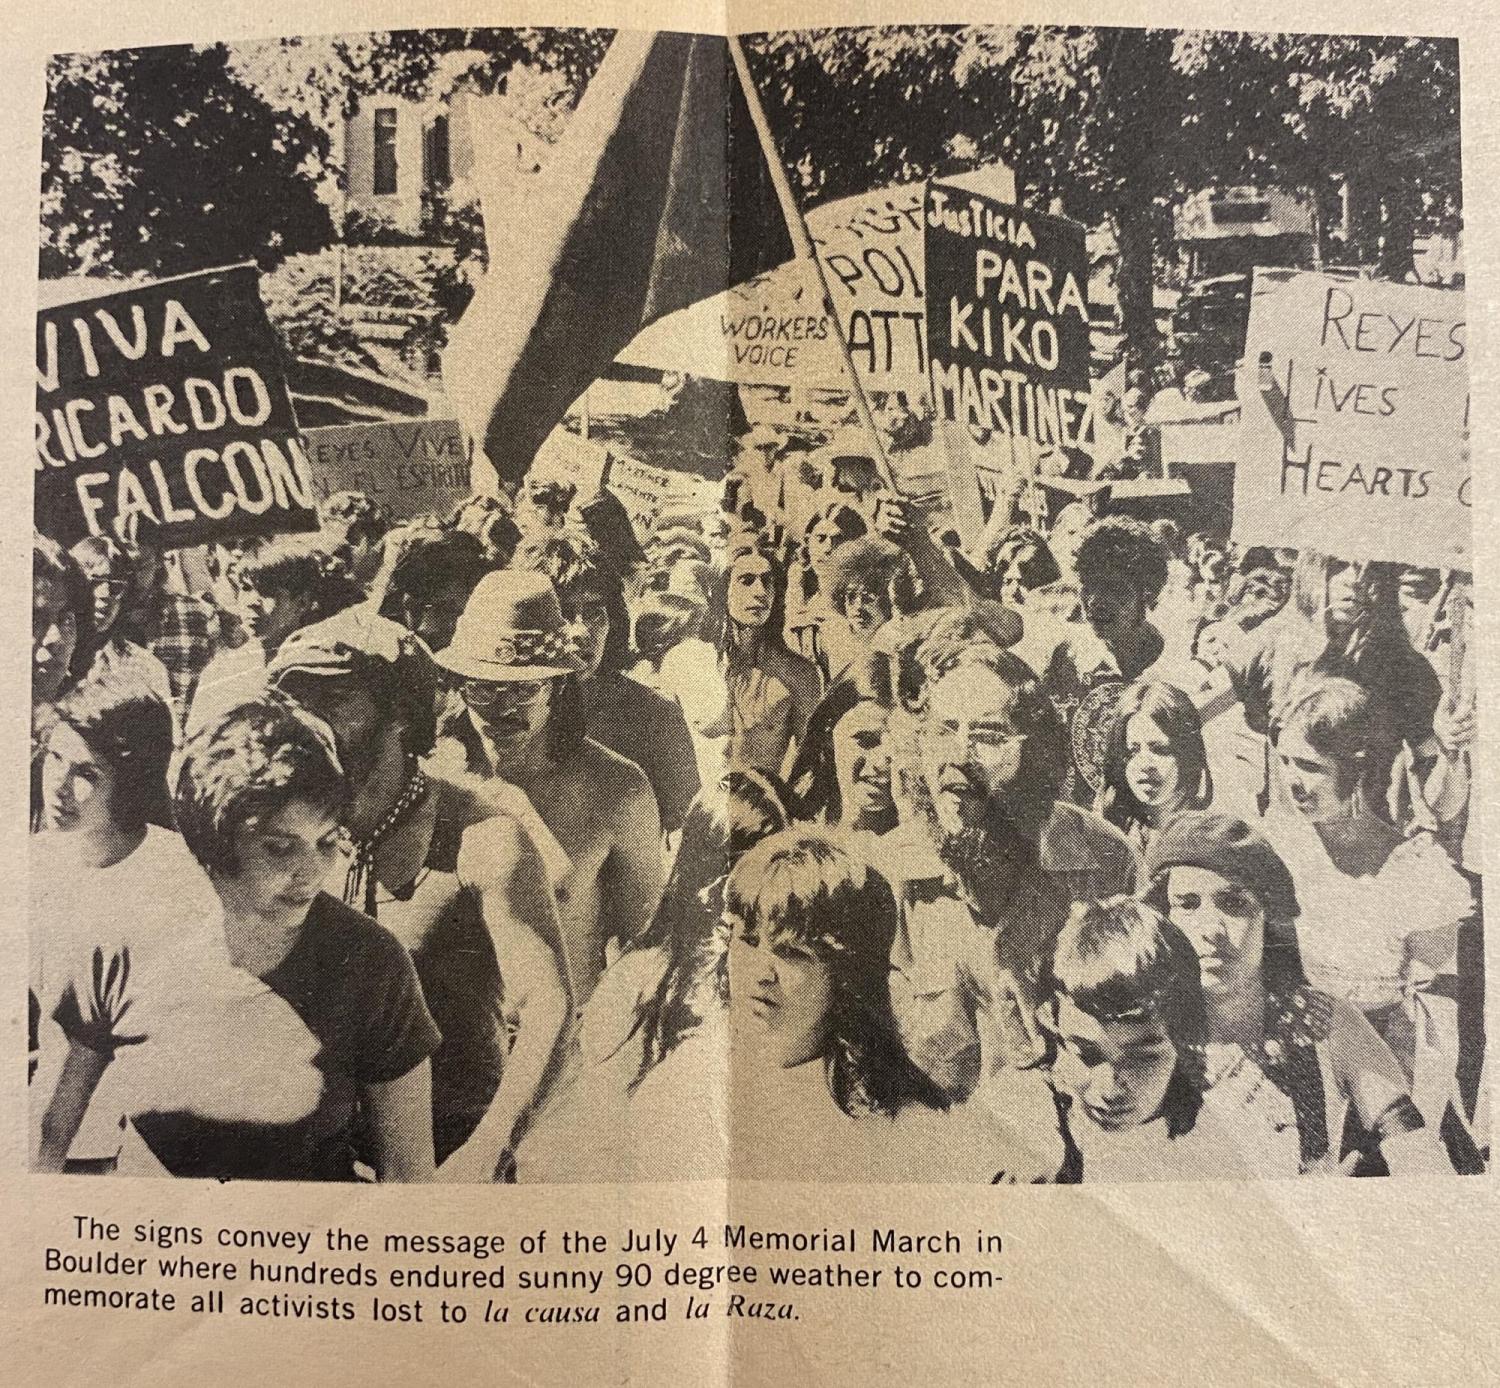 VIVA
RICARDO
FALCON
REYES VIVE
EN EL ESPIRITU
WORKERS
VOICE
POL
ATT
JUSTICIA
PARA
KIKO
MARTINEZ
REYES
LIVES
HEARTS
The signs convey the message of the July 4 Memorial March in
Boulder where hundreds endured sunny 90 degree weather to com-
memorate all activists lost to la causa and la Raza.